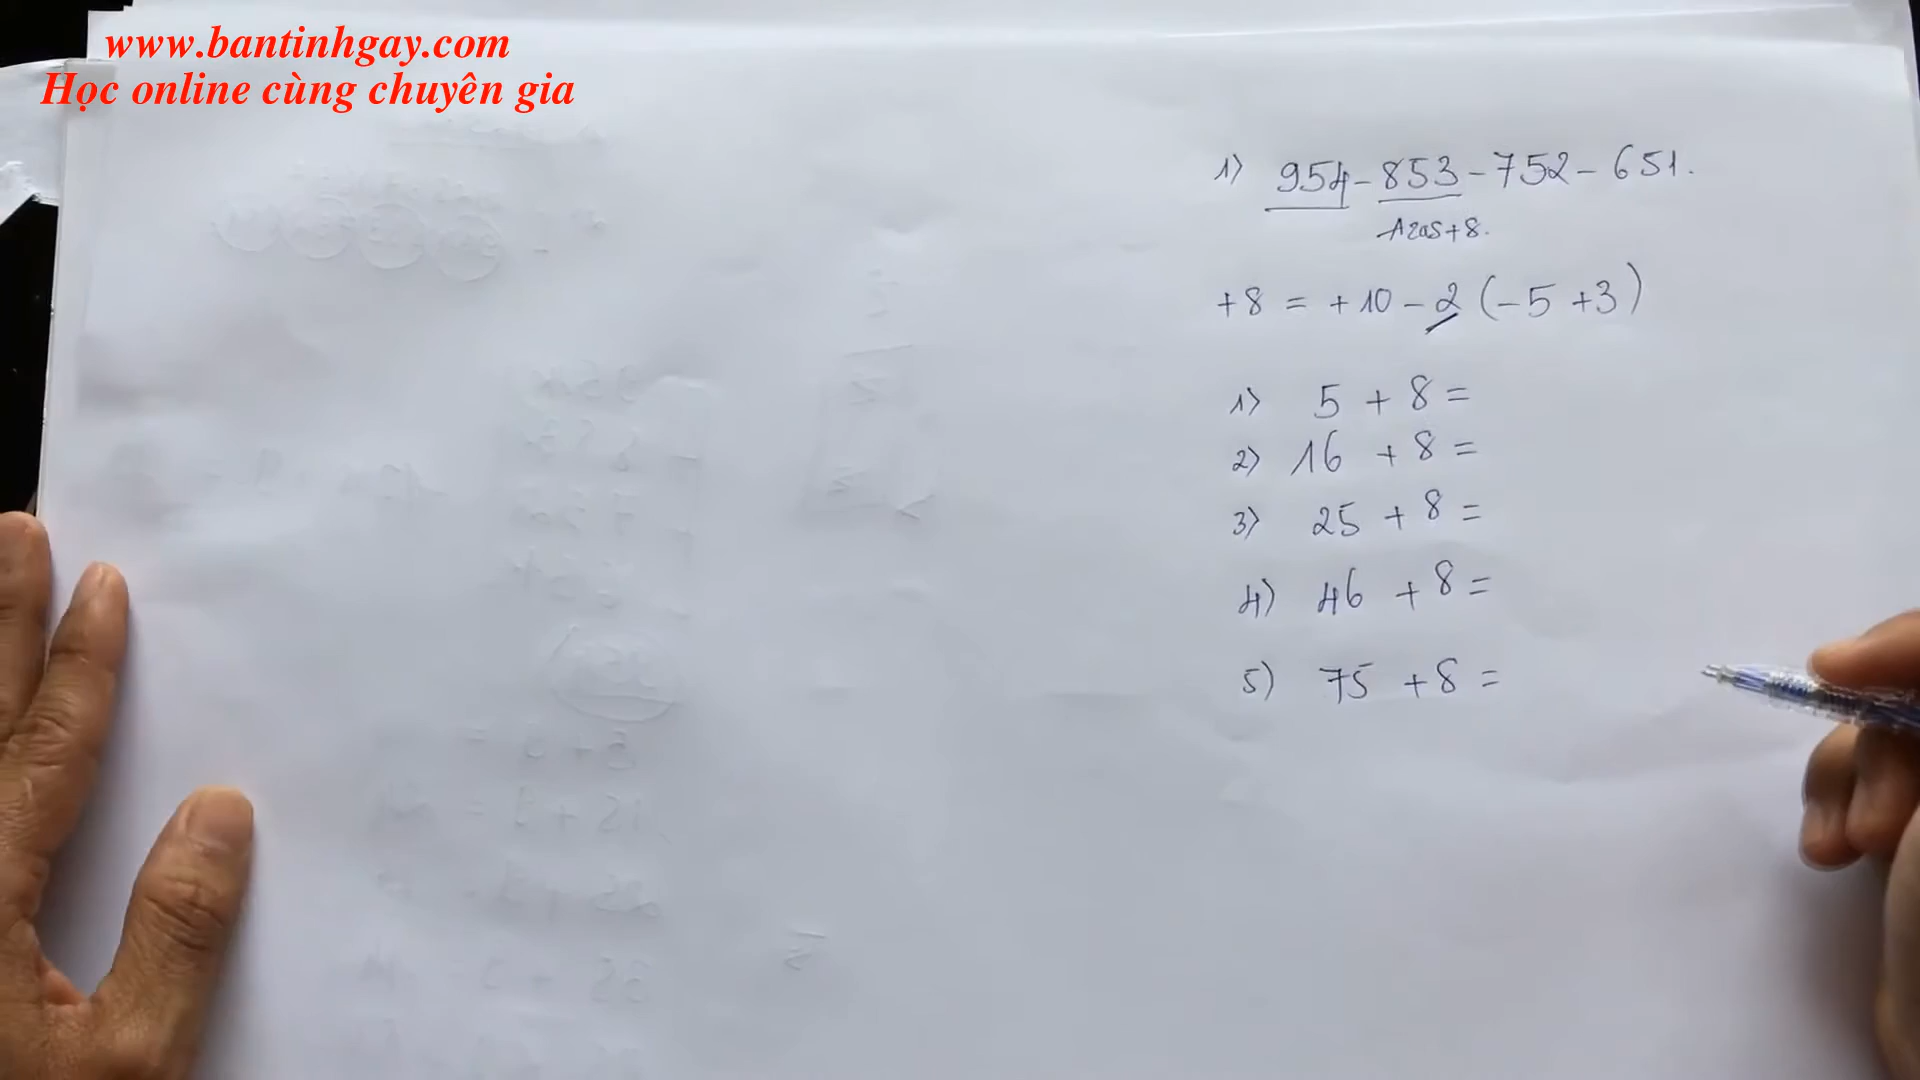 www.bantinhgay.com
Học online cùng chuyên gia
1) 954 - 853 - 752 - 651.
+8 = +10 - 2 (-5 +3)
1) 5 + 8 =
2) 16 + 8 =
3) 25 + 8 =
4) 46 + 8 =
5) 75 + 8 =